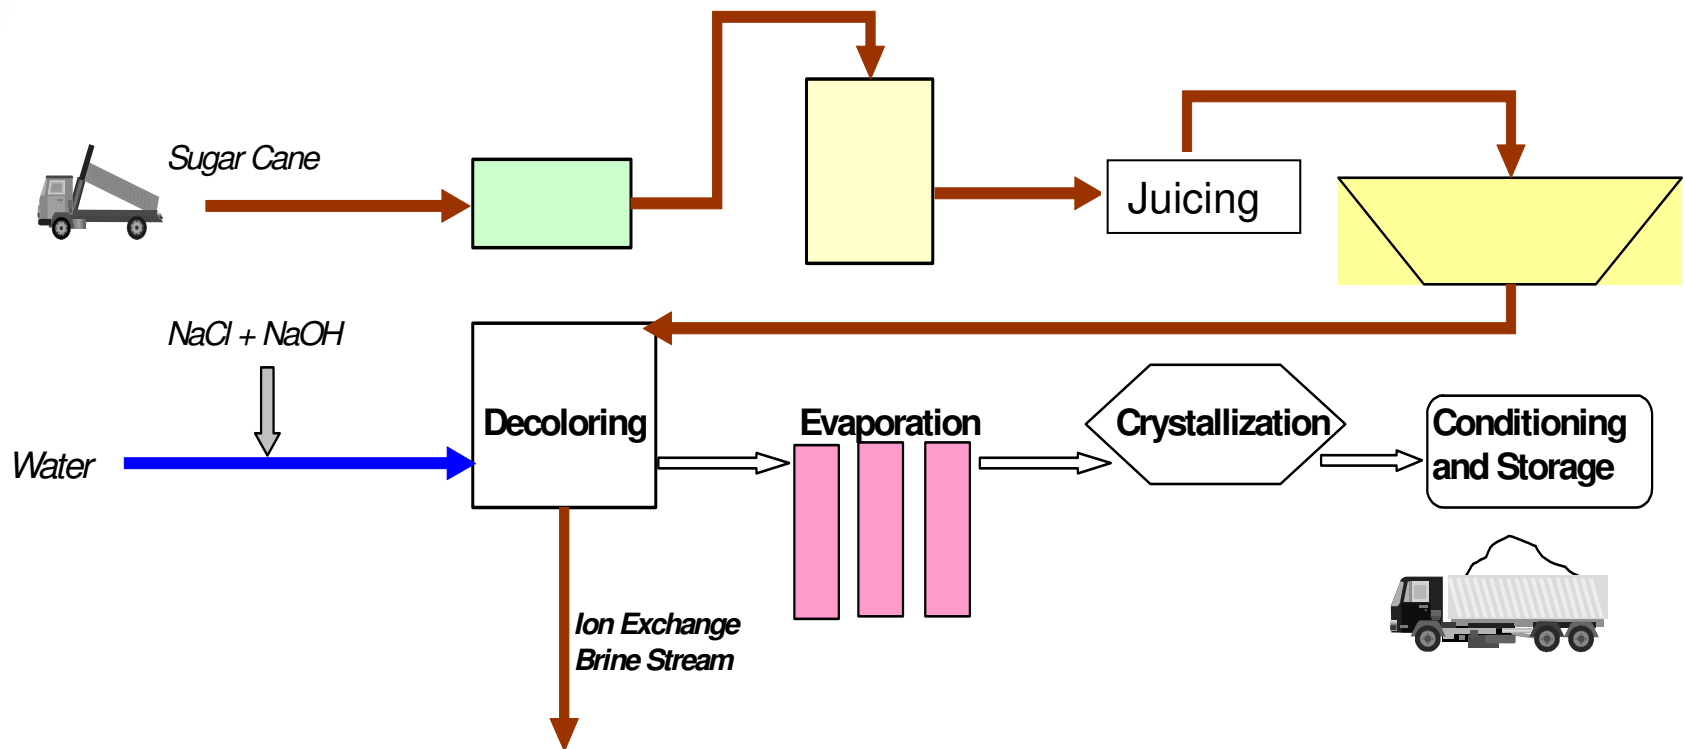 Sugar Cane
Juicing
NaCl + NaOH
Water
Decoloring
Evaporation
Crystallization
Conditioning
and Storage
Ion Exchange
Brine Stream